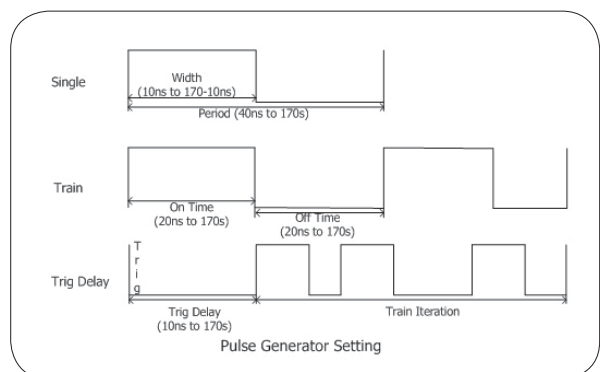 Single
Width
(10ns to 170-10ns)
Period (40ns to 170s)
Train
On Time
(20ns to 170s)
Off Time
(20ns to 170s)
Trig
Trig Delay
Trig Delay
(10ns to 170s)
Train Iteration
Pulse Generator Setting